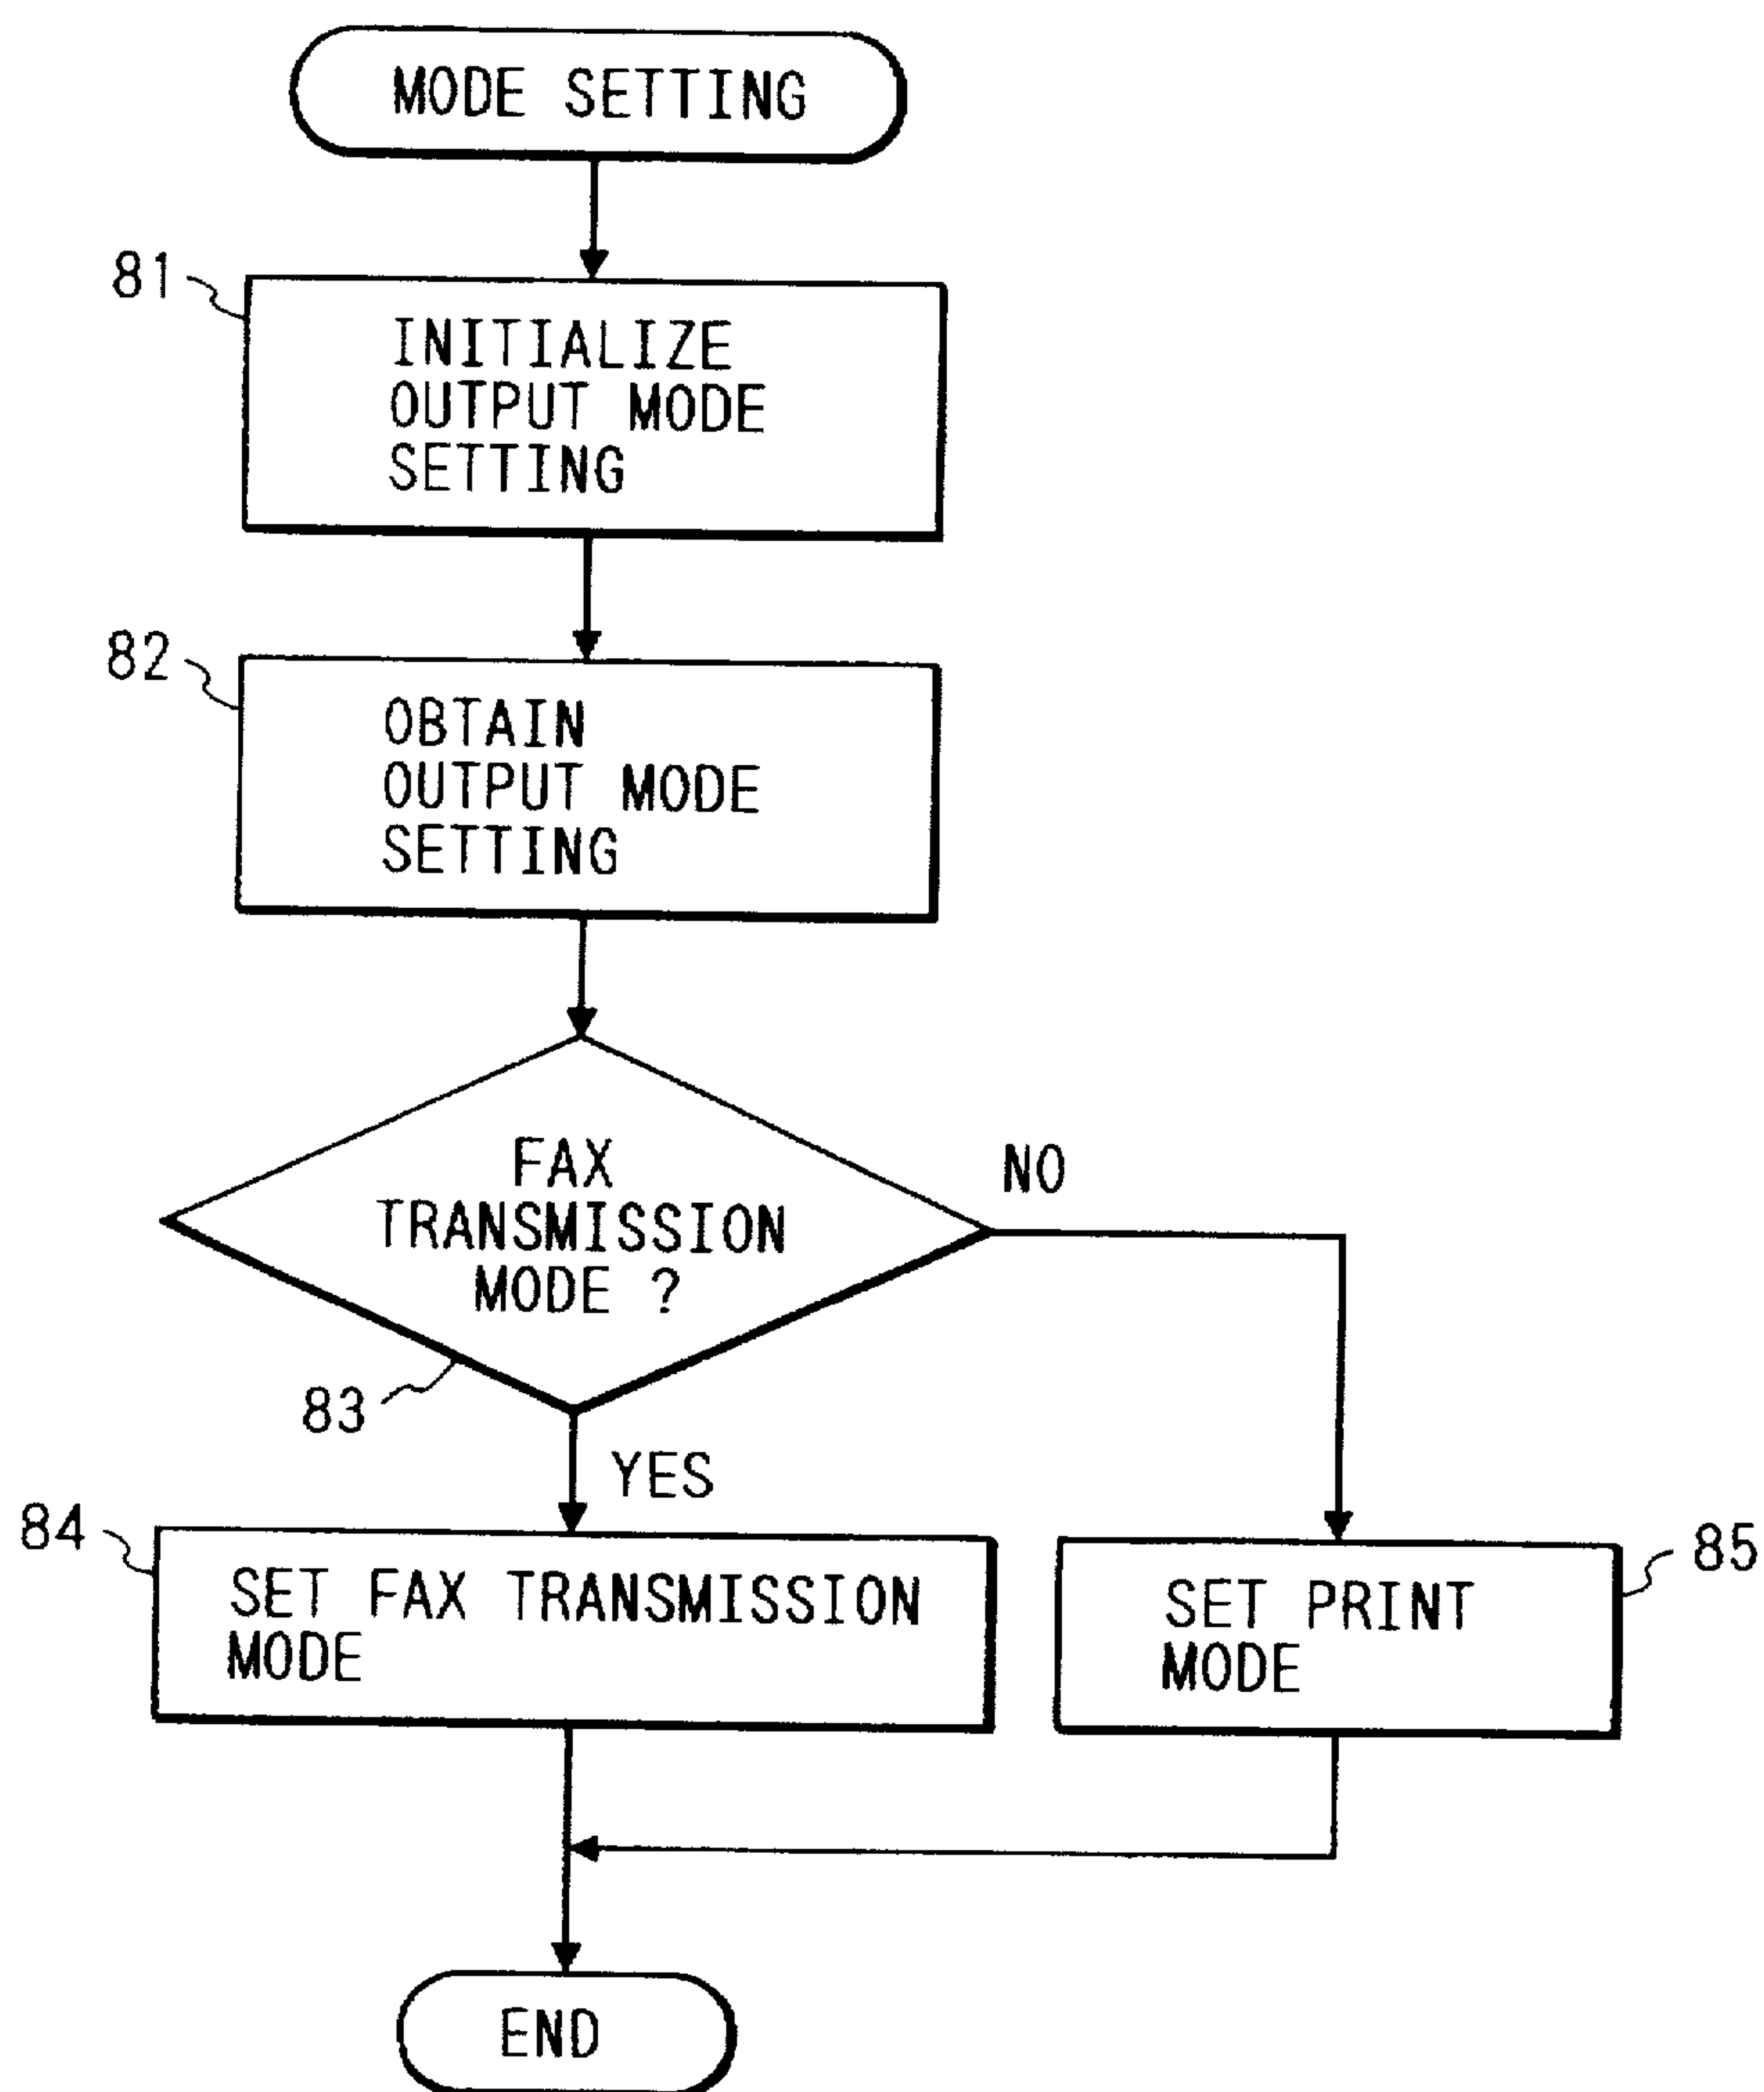 MODE SETTING
81
INITIALIZE
OUTPUT MODE
SETTING
82
OBTAIN
OUTPUT MODE
SETTING
FAX
TRANSMISSION
MODE ?
NO
83
YES
84
SET FAX TRANSMISSION
MODE
SET PRINT
MODE
85
END